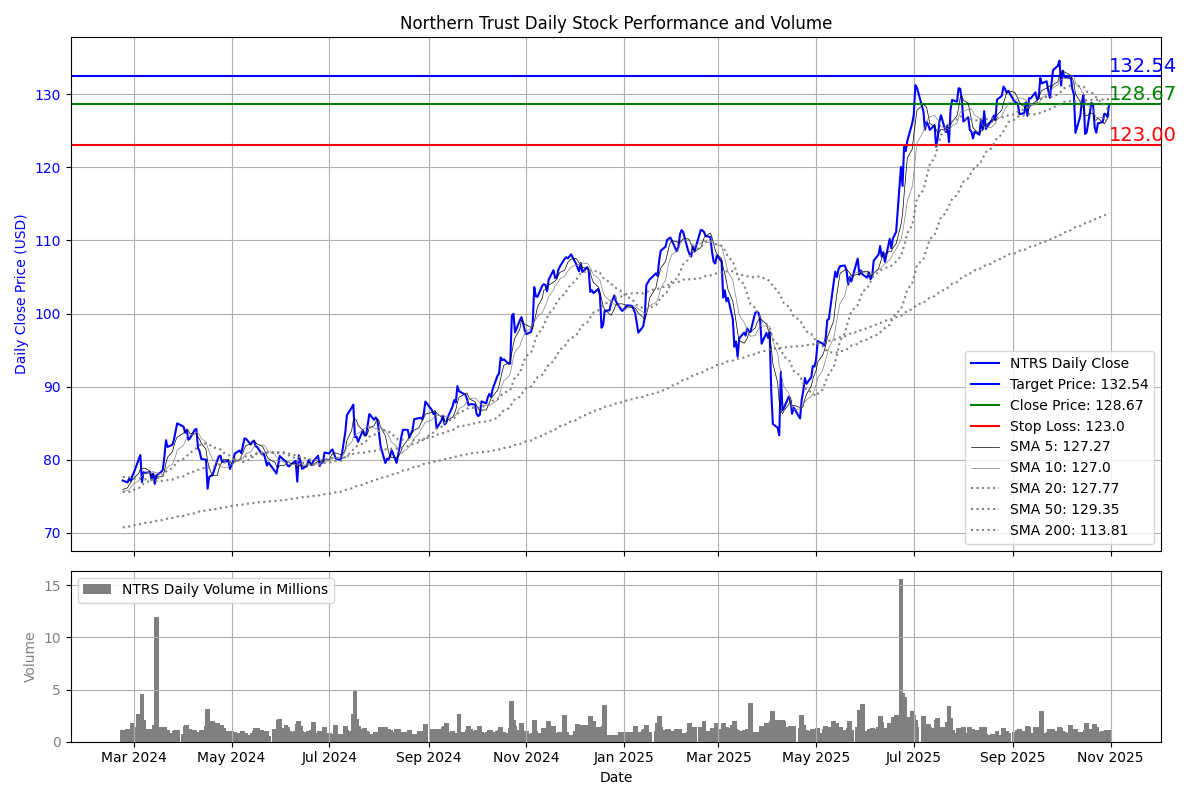 Northern Trust Daily Stock Performance and Volume
Daily Close Price (USD)
130
120
110
100
90
80
70
132.54
128.67
123.00
NTRS Daily Close
Target Price: 132.54
Close Price: 128.67
Stop Loss: 123.0
SMA 5: 127.27
SMA 10: 127.0
SMA 20: 127.77
SMA 50: 129.35
SMA 200: 113.81
Volume
15
10
5
0
NTRS Daily Volume in Millions
Mar 2024 May 2024 Jul 2024 Sep 2024 Nov 2024 Jan 2025 Mar 2025 May 2025 Jul 2025 Sep 2025 Nov 2025
Date